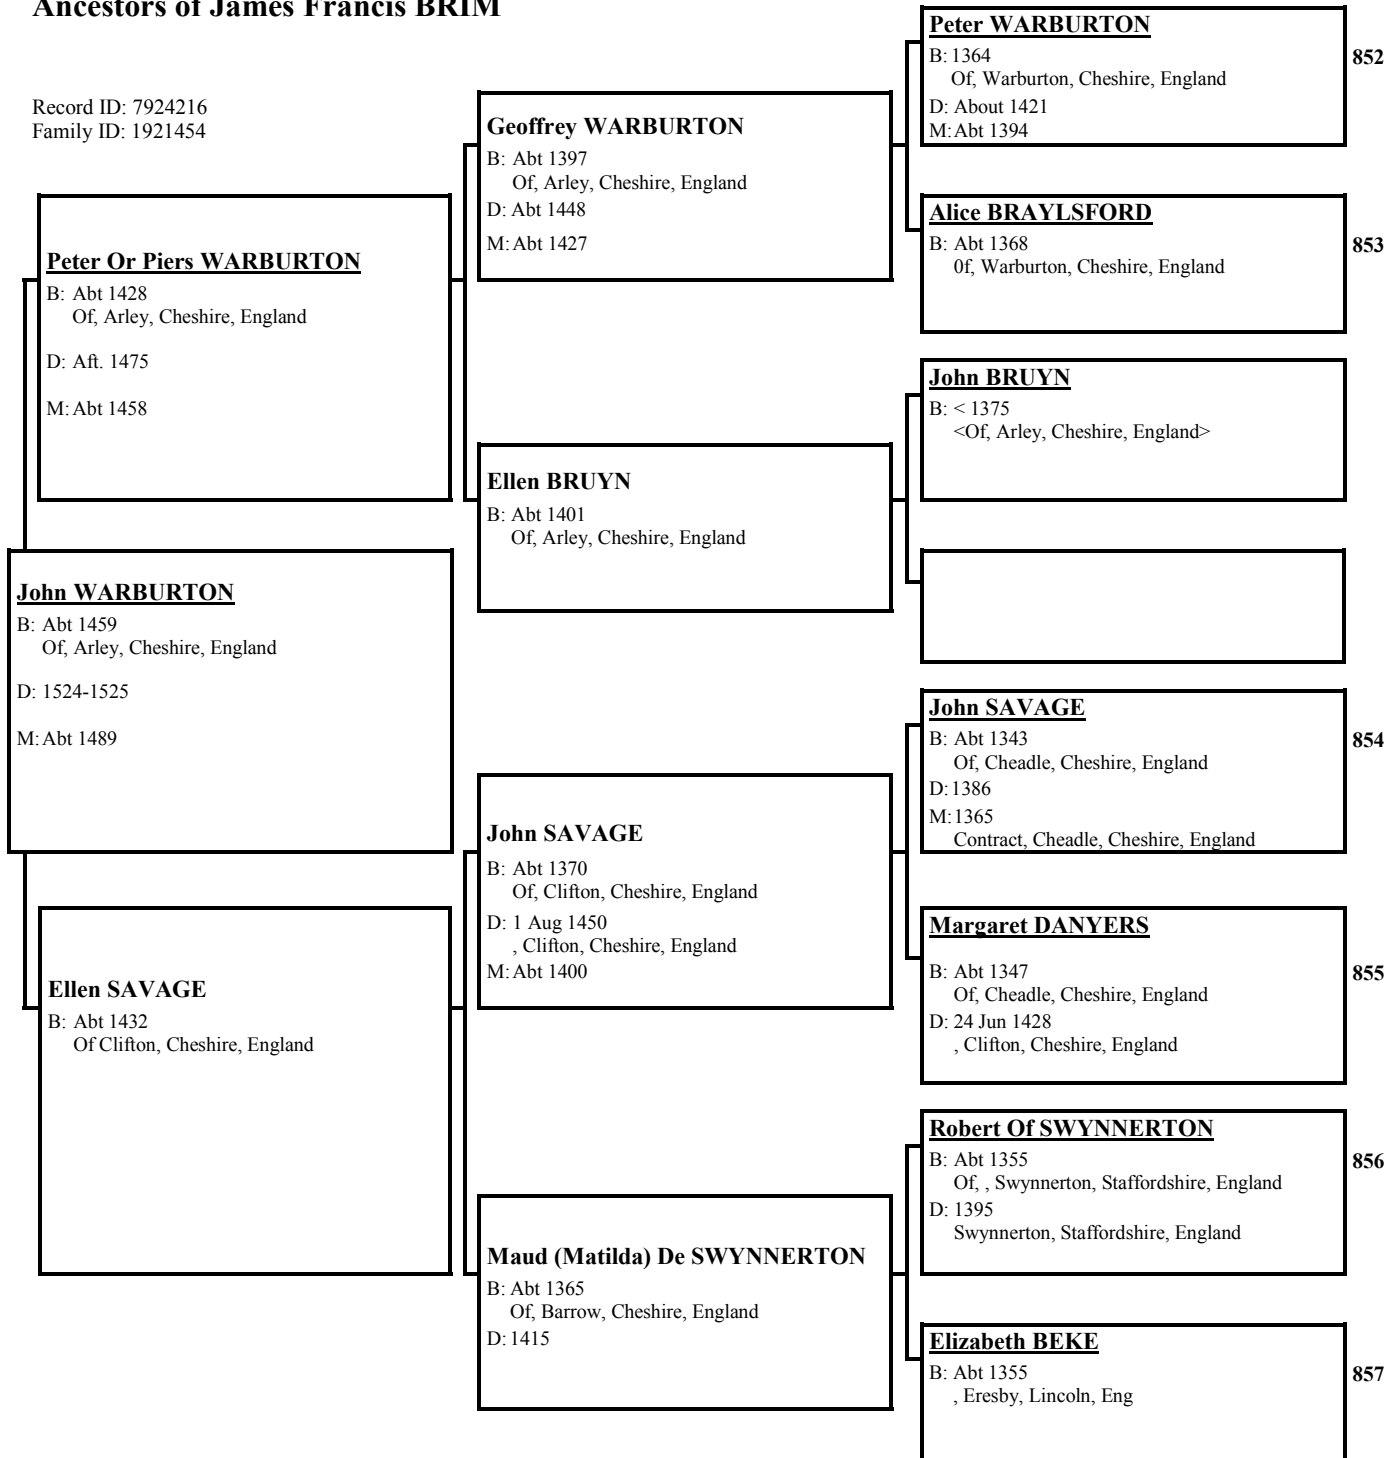 Ancestors of James Francis BRIM
Record ID: 7924216
Family ID: 1921454
John WARBURTON
B: Abt 1459
Of, Arley, Cheshire, England
D: 1524-1525
M: Abt 1489
Peter Or Piers WARBURTON
B: Abt 1428
Of, Arley, Cheshire, England
D: Aft. 1475
M: Abt 1458
Ellen SAVAGE
B: Abt 1432
Of Clifton, Cheshire, England
Geoffrey WARBURTON
B: Abt 1397
Of, Arley, Cheshire, England
D: Abt 1448
M: Abt 1427
Ellen BRUYN
B: Abt 1401
Of, Arley, Cheshire, England
John SAVAGE
B: Abt 1370
Of, Clifton, Cheshire, England
D: 1 Aug 1450
, Clifton, Cheshire, England
M: Abt 1400
Maud (Matilda) De SWYNNERTON
B: Abt 1365
Of, Barrow, Cheshire, England
D: 1415
Peter WARBURTON
B: 1364
Of, Warburton, Cheshire, England
D: About 1421
M: Abt 1394
852
Alice BRAYLSFORD
B: Abt 1368
0f, Warburton, Cheshire, England
853
John BRUYN
B: < 1375
<Of, Arley, Cheshire, England>
John SAVAGE
B: Abt 1343
Of, Cheadle, Cheshire, England
D: 1386
M: 1365
Contract, Cheadle, Cheshire, England
854
Margaret DANYERS
B: Abt 1347
Of, Cheadle, Cheshire, England
D: 24 Jun 1428
, Clifton, Cheshire, England
855
Robert Of SWYNNERTON
B: Abt 1355
Of, , Swynnerton, Staffordshire, England
D: 1395
Swynnerton, Staffordshire, England
856
Elizabeth BEKE
B: Abt 1355
, Eresby, Lincoln, Eng
857